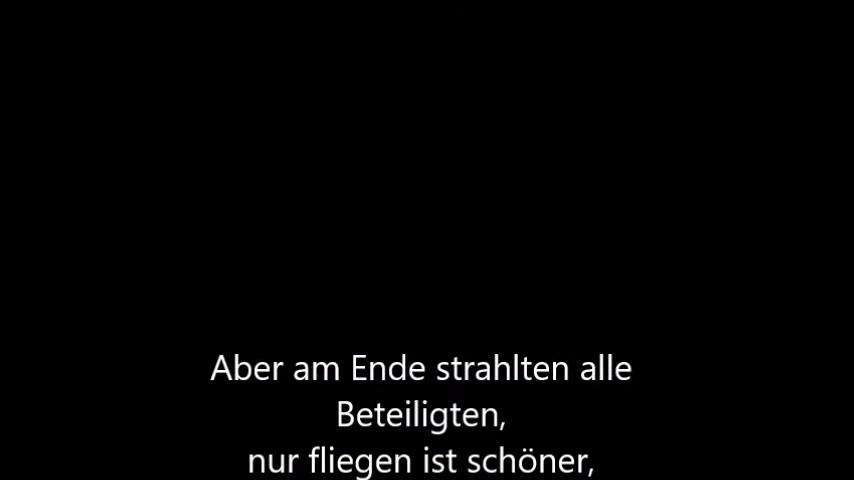 Aber am Ende strahlten alle
Beteiligten,
nur fliegen ist schöner,